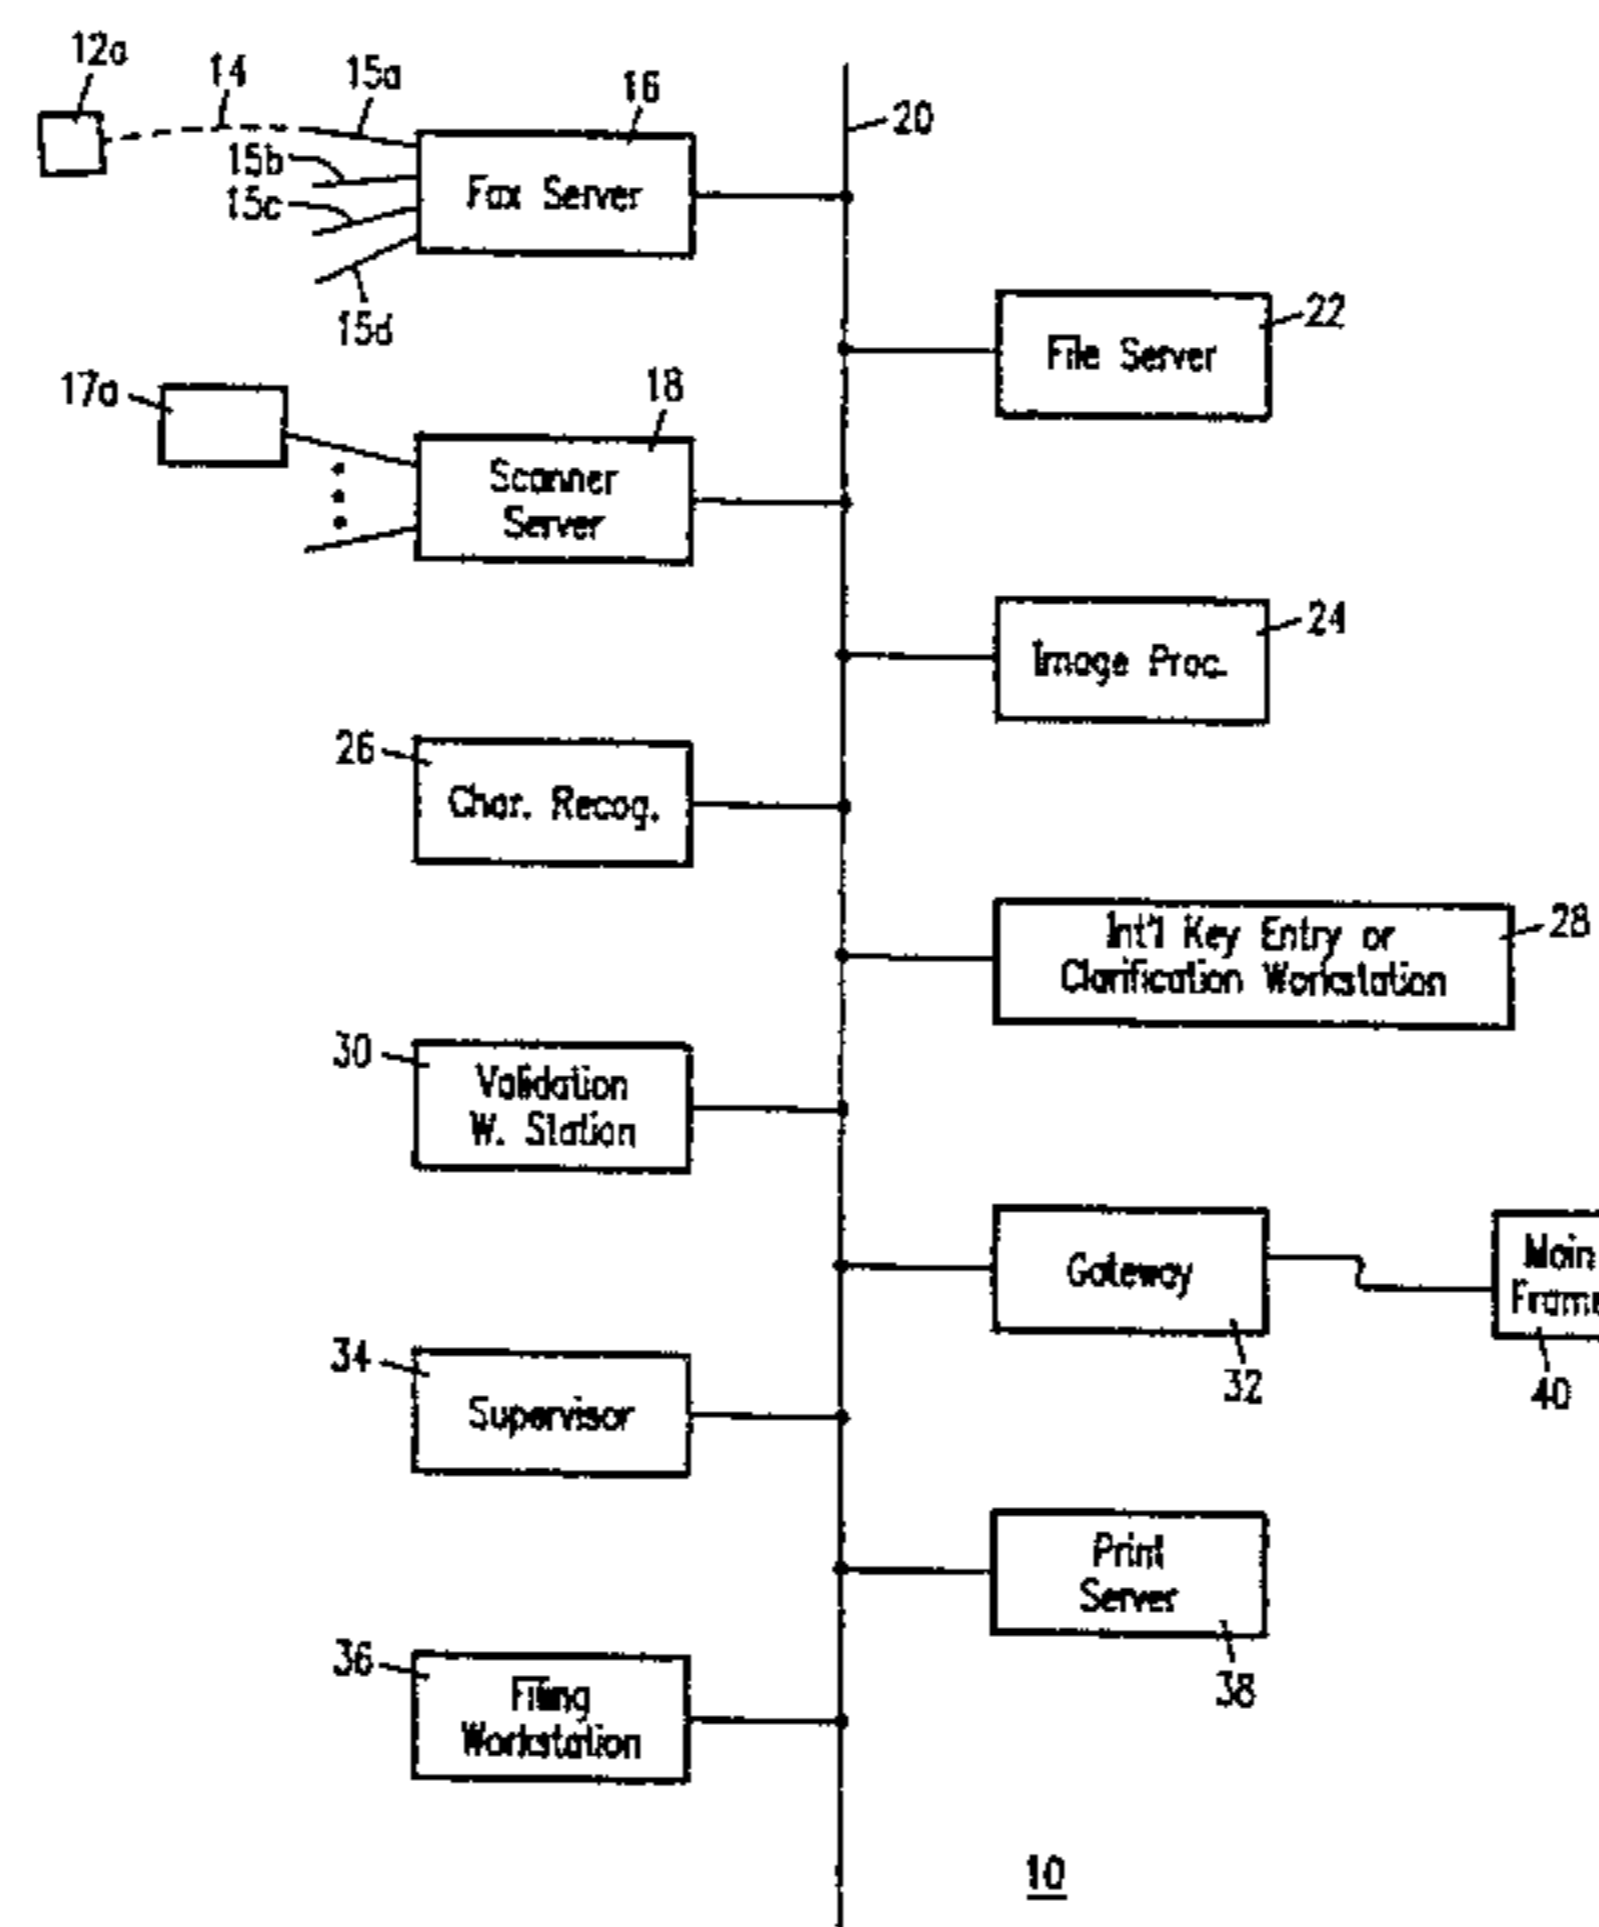 12a
14
15a
16
20
15b
Fax Server
15c
22
15d
File Server
17a
18
Scanner
Server
24
Image Proc.
26
Char. Recog.
28
Int'l Key Entry or
Clarification Workstation
30
Validation
W. Station
Gateway
Main
32
40
34
Supervisor
Print
Server
38
36
Filing
Workstation
10